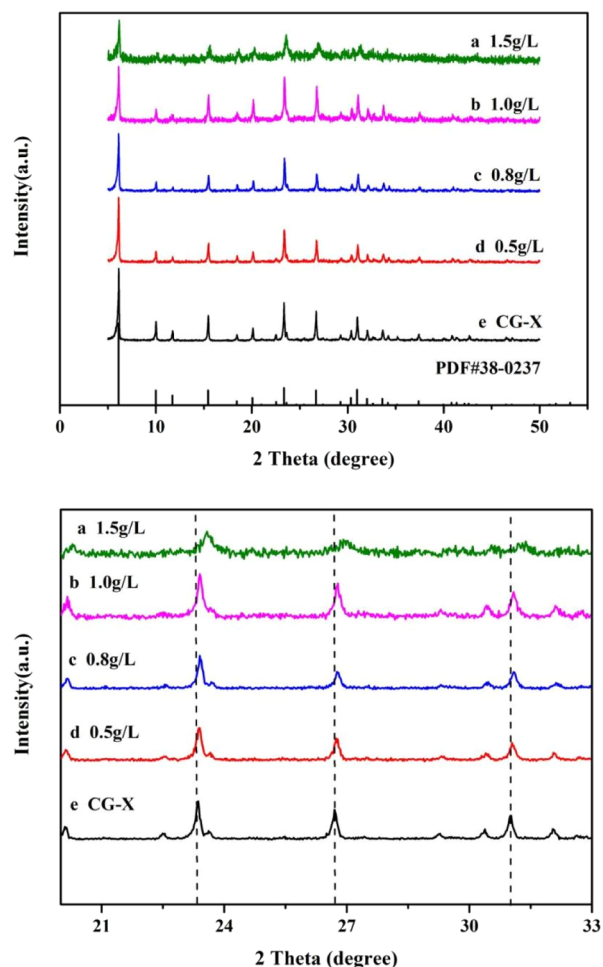 a 1.5g/L
b 1.0g/L
c 0.8g/L
d 0.5g/L
e CG-X
PDF#38-0237
Intensity(a.u.)
0 10 20 30 40 50
2 Theta (degree)
a 1.5g/L
b 1.0g/L
c 0.8g/L
d 0.5g/L
e CG-X
Intensity(a.u.)
21 24 27 30 33
2 Theta (degree)